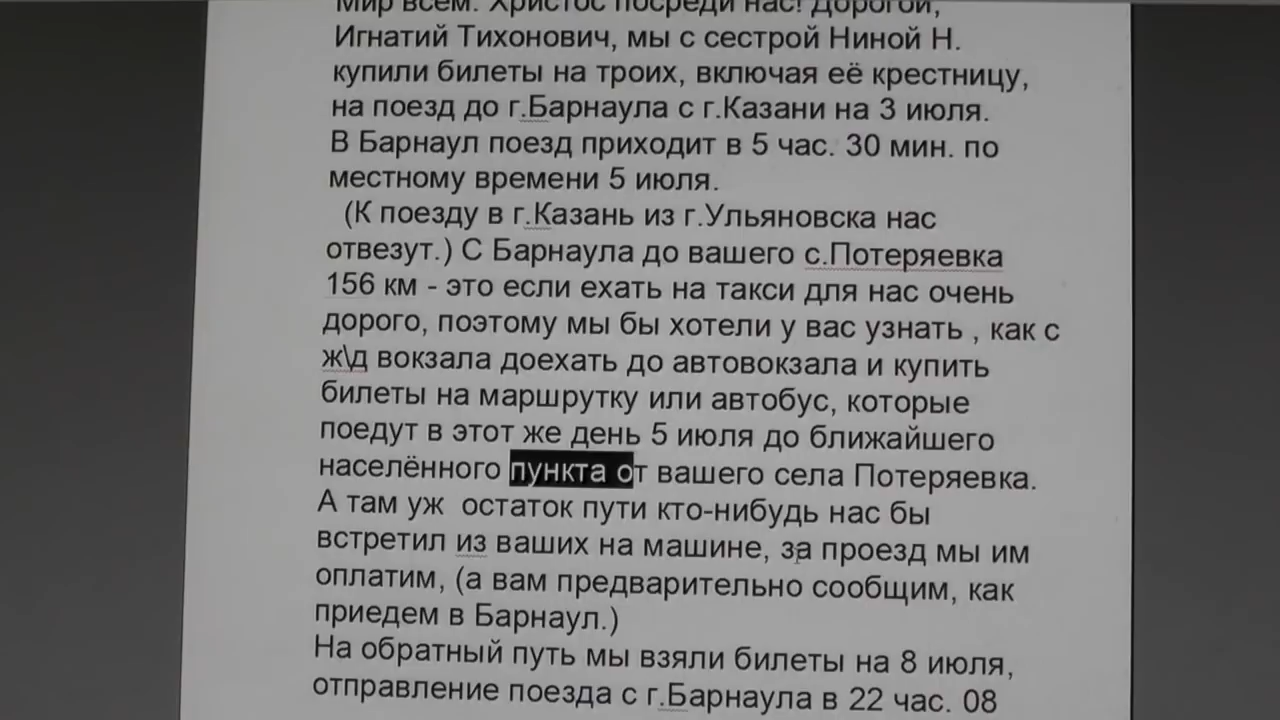 Мир всем. Христос посреди нас! Дорогой,
Игнатий Тихонович, мы с сестрой Ниной Н.
купили билеты на троих, включая её крестницу,
на поезд до г.Барнаула с г.Казани на 3 июля.
В Барнаул поезд приходит в 5 час. 30 мин. по
местному времени 5 июля.
(К поезду в г.Казань из г.Ульяновска нас
отвезут.) С Барнаула до вашего с.Потеряевка
156 км - это если ехать на такси для нас очень
дорого, поэтому мы бы хотели у вас узнать , как с
ж\д вокзала доехать до автовокзала и купить
билеты на маршрутку или автобус, которые
поедут в этот же день 5 июля до ближайшего
населённого пункта от вашего села Потеряевка.
А там уж остаток пути кто-нибудь нас бы
встретил из ваших на машине, за проезд мы им
оплатим, (а вам предварительно сообщим, как
приедем в Барнаул.)
На обратный путь мы взяли билеты на 8 июля,
отправление поезда с г.Барнаула в 22 час. 08